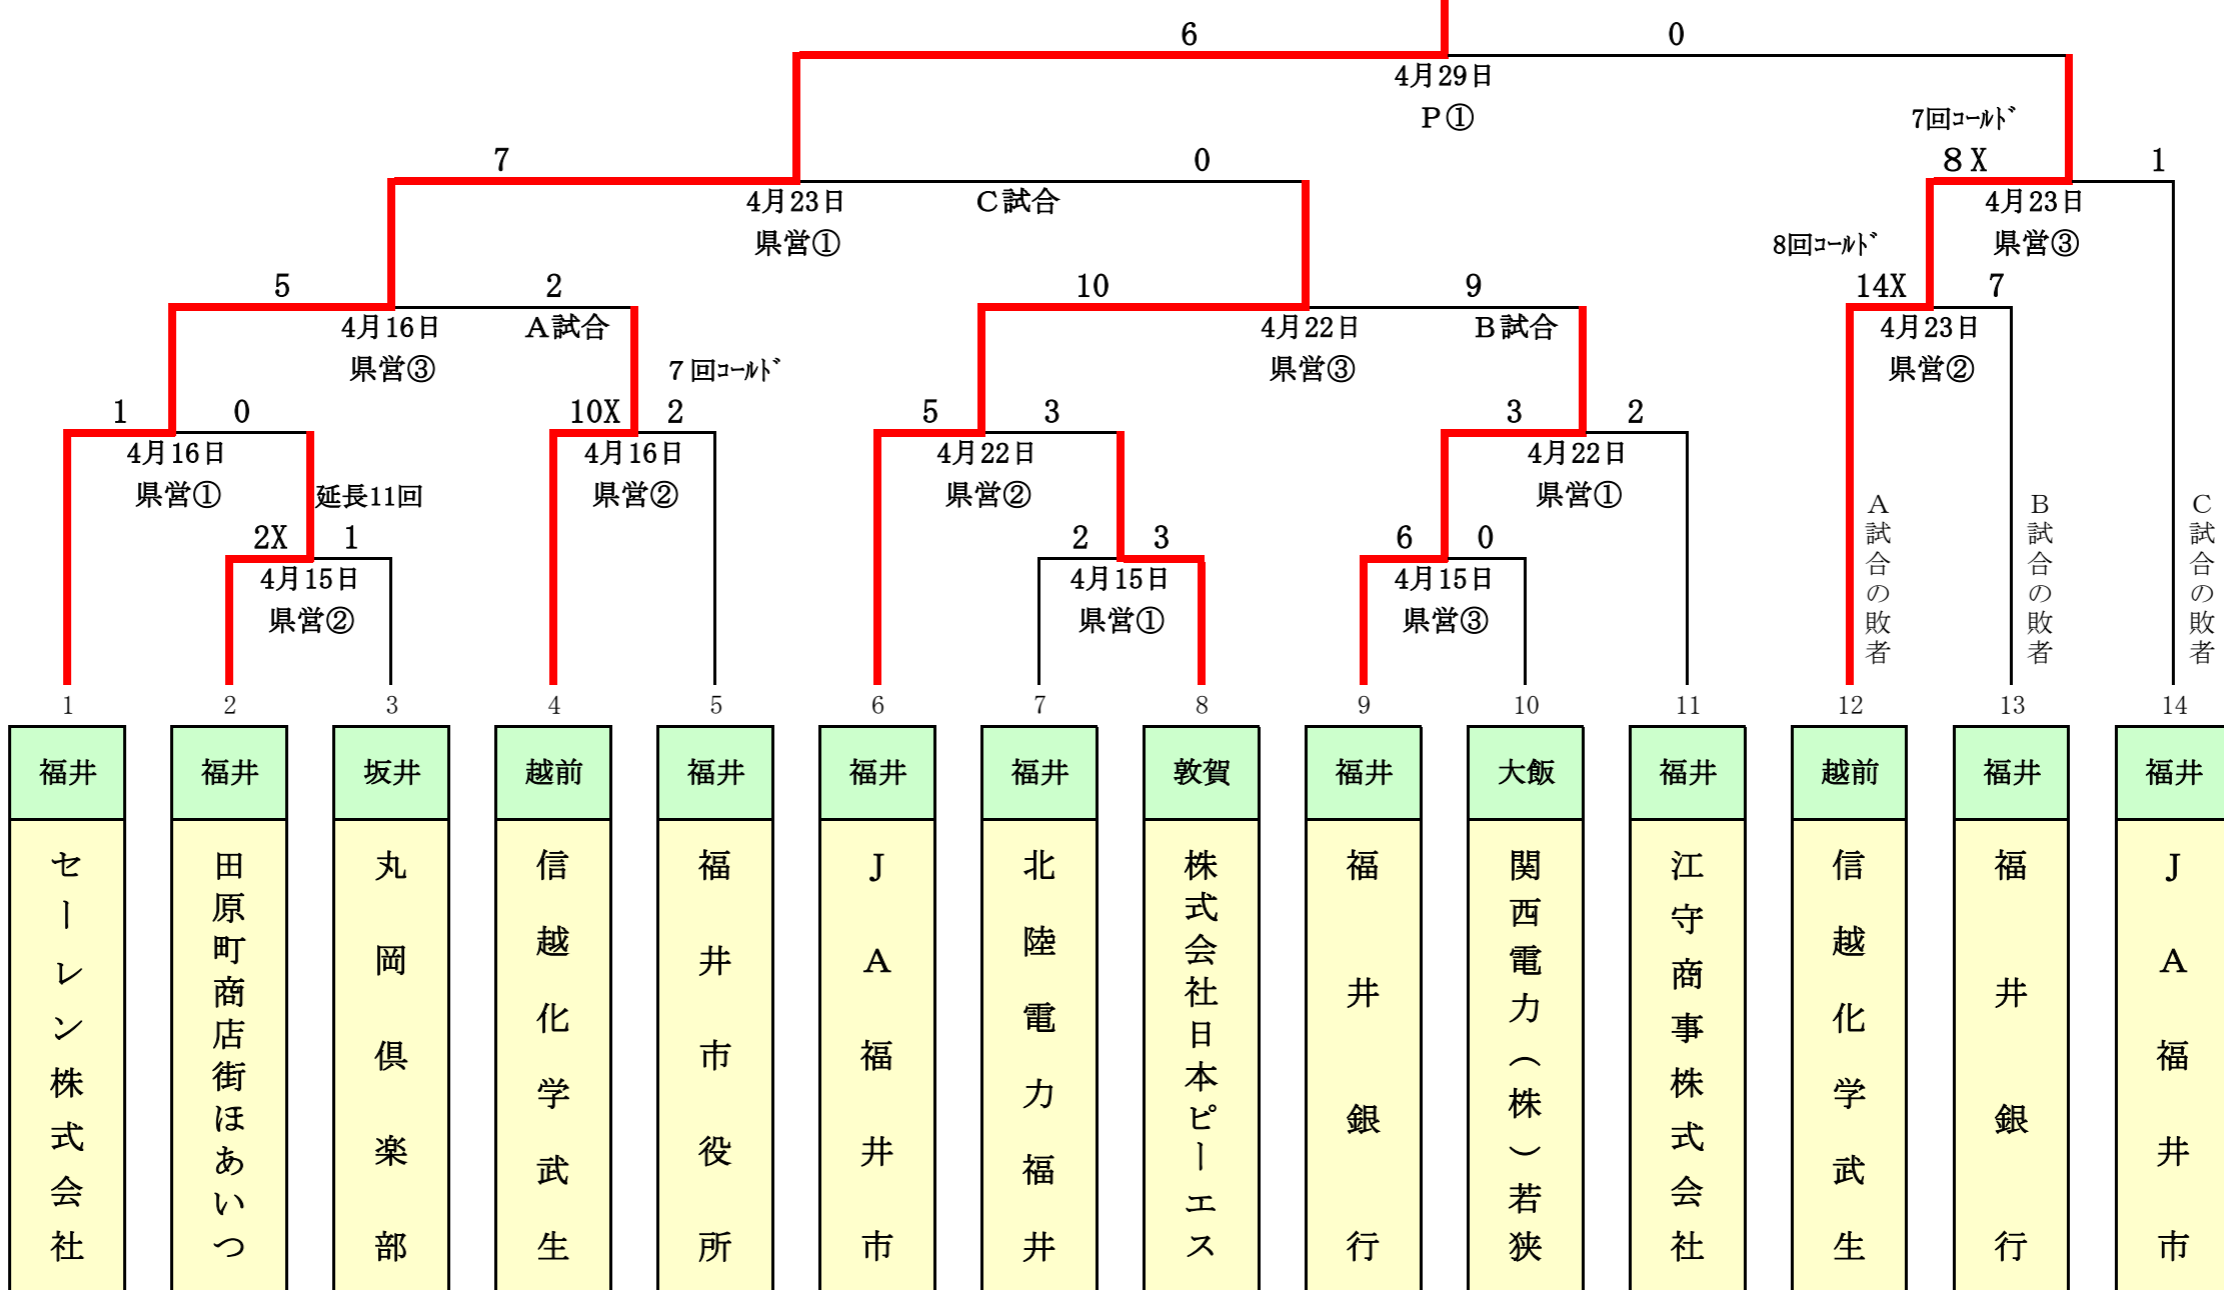 6 0
4月29日
P①
7回コールド
7 0 8X 1
4月23日 C試合 4月23日
県営① 県営③
8回コールド
5 2 10 9 14X 7
4月16日 A試合 4月22日 B試合 4月23日
県営③ 県営③ 県営②
7回コールド
1 0 10X 2 5 3 3 2
4月16日 4月16日 4月22日 4月22日
県営① 県営② 県営② 県営①
延長11回
2X 1 2 3 6 0
4月15日 4月15日 4月15日
県営② 県営① 県営③
A試合の敗者
B試合の敗者
C試合の敗者
1 2 3 4 5 6 7 8 9 10 11 12 13 14
福井 福井 坂井 越前 福井 福井 福井 敦賀 福井 大飯 福井 越前 福井 福井
セーレン株式会社
田原町商店街ほあいつ
丸岡倶楽部
信越化学武生
福井市役所
JA福井市
北陸電力福井
株式会社日本ピーエス
福井銀行
関西電力(株)若狭
江守商事株式会社
信越化学武生
福井銀行
JA福井市